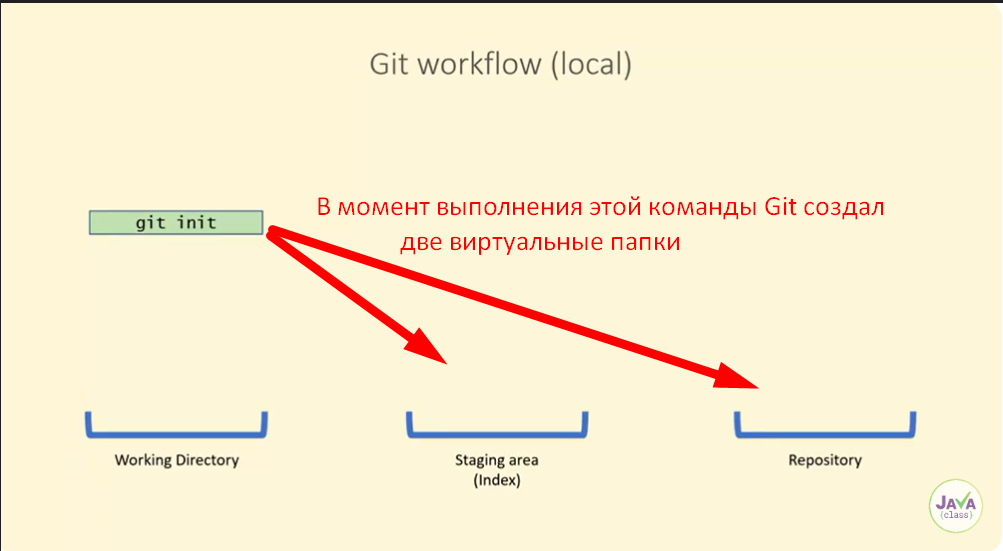 Git workflow (local)
git init
В момент выполнения этой команды Git создал
две виртуальные папки
Working Directory
Staging area
(Index)
Repository
JAVA
{class}